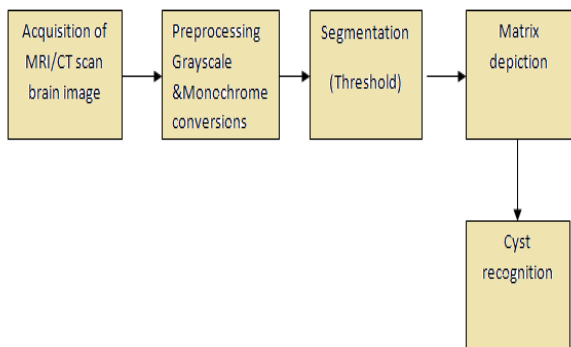 Acquisition of
MRI/CT scan
brain image
Preprocessing
Grayscale
&Monochrome
conversions
Segmentation
(Threshold)
Matrix
depiction
Cyst
recognition